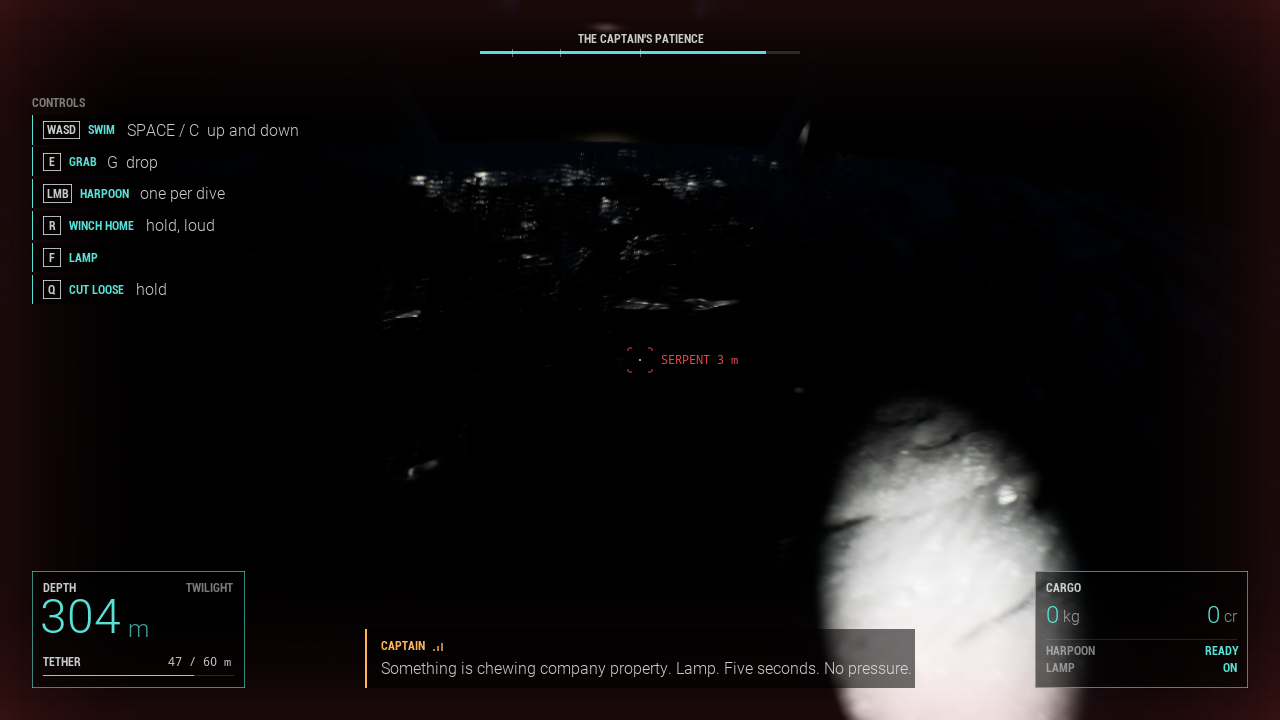 THE CAPTAIN'S PATIENCE
CONTROLS
WASD SWIM SPACE / C up and down
E GRAB G drop
LMB HARPOON one per dive
R WINCH HOME hold, loud
F LAMP
Q CUT LOOSE hold
SERPENT 3 m
DEPTH TWILIGHT
304 m
TETHER 47 / 60 m
CAPTAIN
Something is chewing company property. Lamp. Five seconds. No pressure.
CARGO
0 kg 0 cr
HARPOON READY
LAMP ON